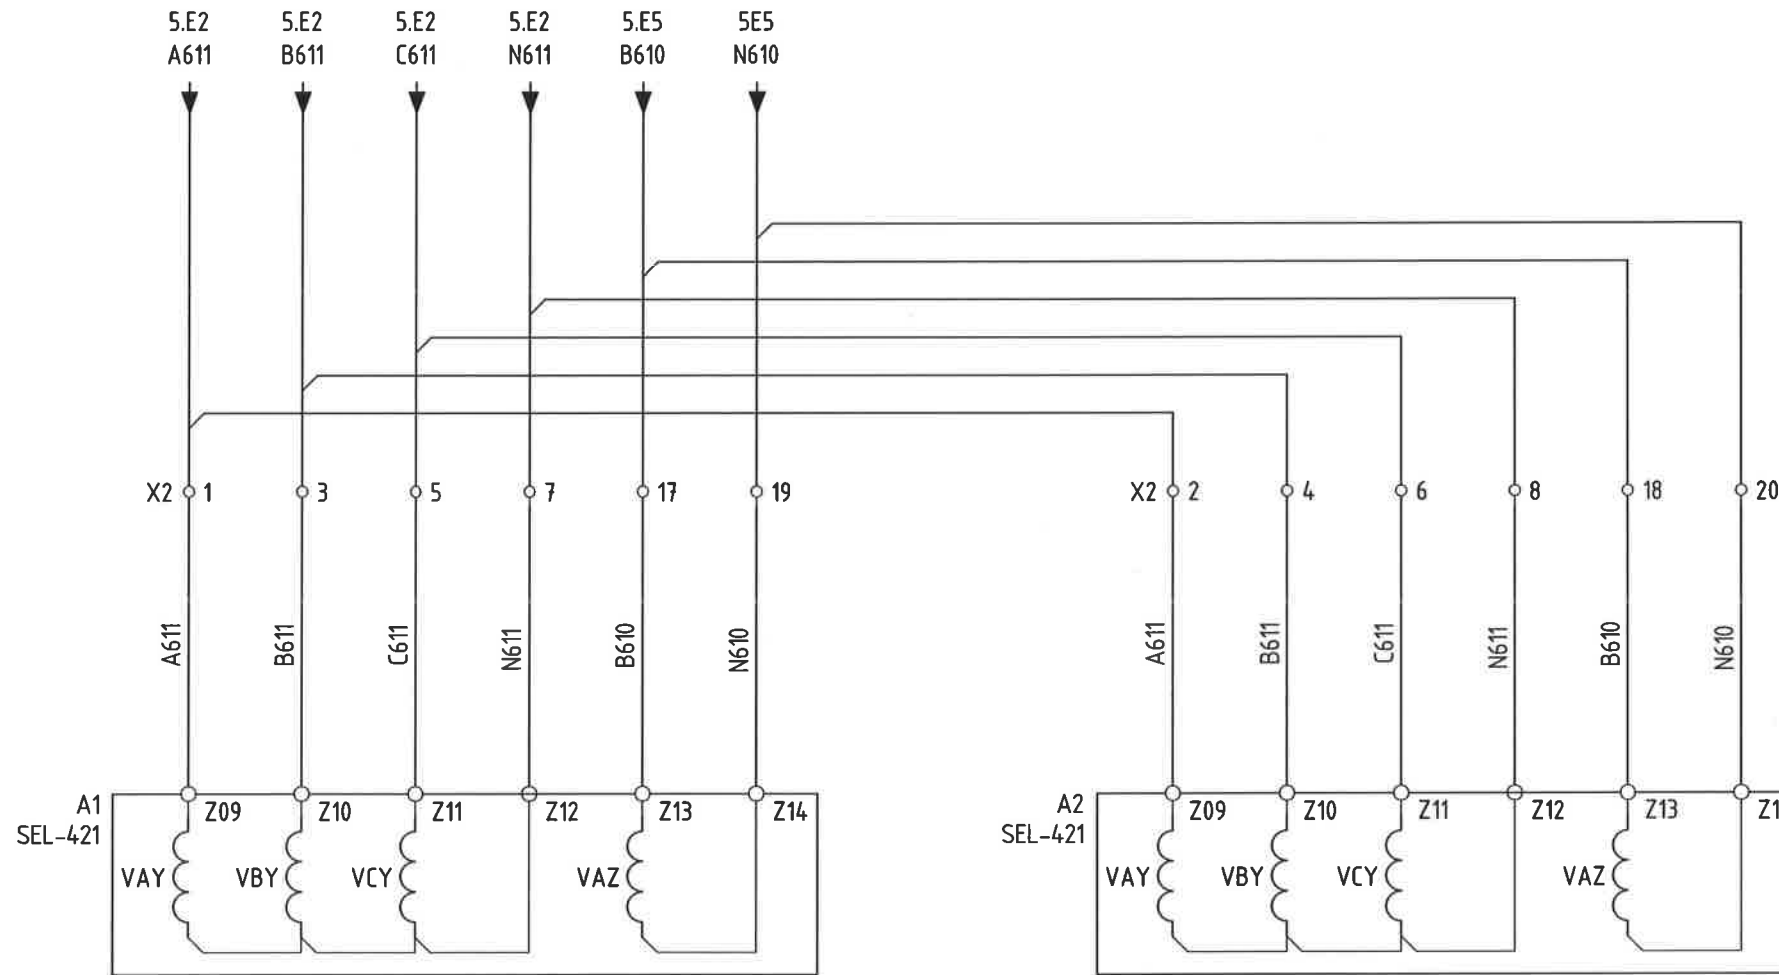 5.E2 5.E2 5.E2 5.E2 5.E5 5E5
A611 B611 C611 N611 B610 N610
X2 1 3 5 7 17 19 X2 2 4 6 8 18 20
A611 B611 C611 N611 B610 N610 A611 B611 C611 N611 B610 N610
A1 Z09 Z10 Z11 Z12 Z13 Z14 A2 Z09 Z10 Z11 Z12 Z13 Z1
SEL-421 SEL-421
VAY VBY VCY VAZ VAY VBY VCY VAZ